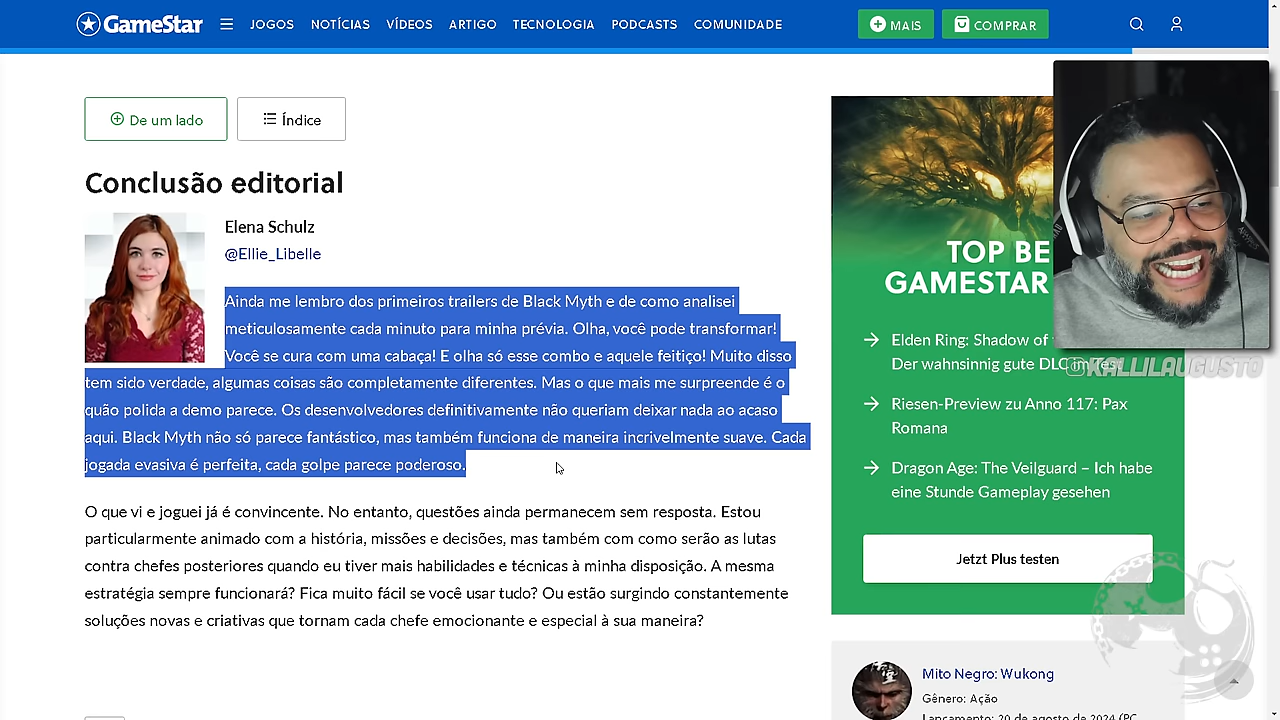 GameStar
JOGOS
NOTÍCIAS
VÍDEOS
ARTIGO
TECNOLOGIA
PODCASTS
COMUNIDADE
MAIS
COMPRAR
De um lado
Índice
Conclusão editorial
Elena Schulz
@Ellie_Libelle
Ainda me lembro dos primeiros trailers de Black Myth e de como analisei
meticulosamente cada minuto para minha prévia. Olha, você pode transformar!
Você se cura com uma cabaça! E olha só esse combo e aquele feitiço! Muito disso
tem sido verdade, algumas coisas são completamente diferentes. Mas o que mais me surpreende é o
quão polida a demo parece. Os desenvolvedores definitivamente não queriam deixar nada ao acaso
aqui. Black Myth não só parece fantástico, mas também funciona de maneira incrivelmente suave. Cada
jogada evasiva é perfeita, cada golpe parece poderoso.
O que vi e joguei já é convincente. No entanto, questões ainda permanecem sem resposta. Estou
particularmente animado com a história, missões e decisões, mas também com como serão as lutas
contra chefes posteriores quando eu tiver mais habilidades e técnicas à minha disposição. A mesma
estratégia sempre funcionará? Fica muito fácil se você usar tudo? Ou estão surgindo constantemente
soluções novas e criativas que tornam cada chefe emocionante e especial à sua maneira?
TOP BE
GAMESTAR
Elden Ring: Shadow of
Der wahnsinnig gute DLC im Test
@KALLILAUGUSTO
Riesen-Preview zu Anno 117: Pax
Romana
Dragon Age: The Veilguard – Ich habe
eine Stunde Gameplay gesehen
Jetzt Plus testen
Mito Negro: Wukong
Gênero: Ação
Lançamento: 20 de agosto de 2024 (PC